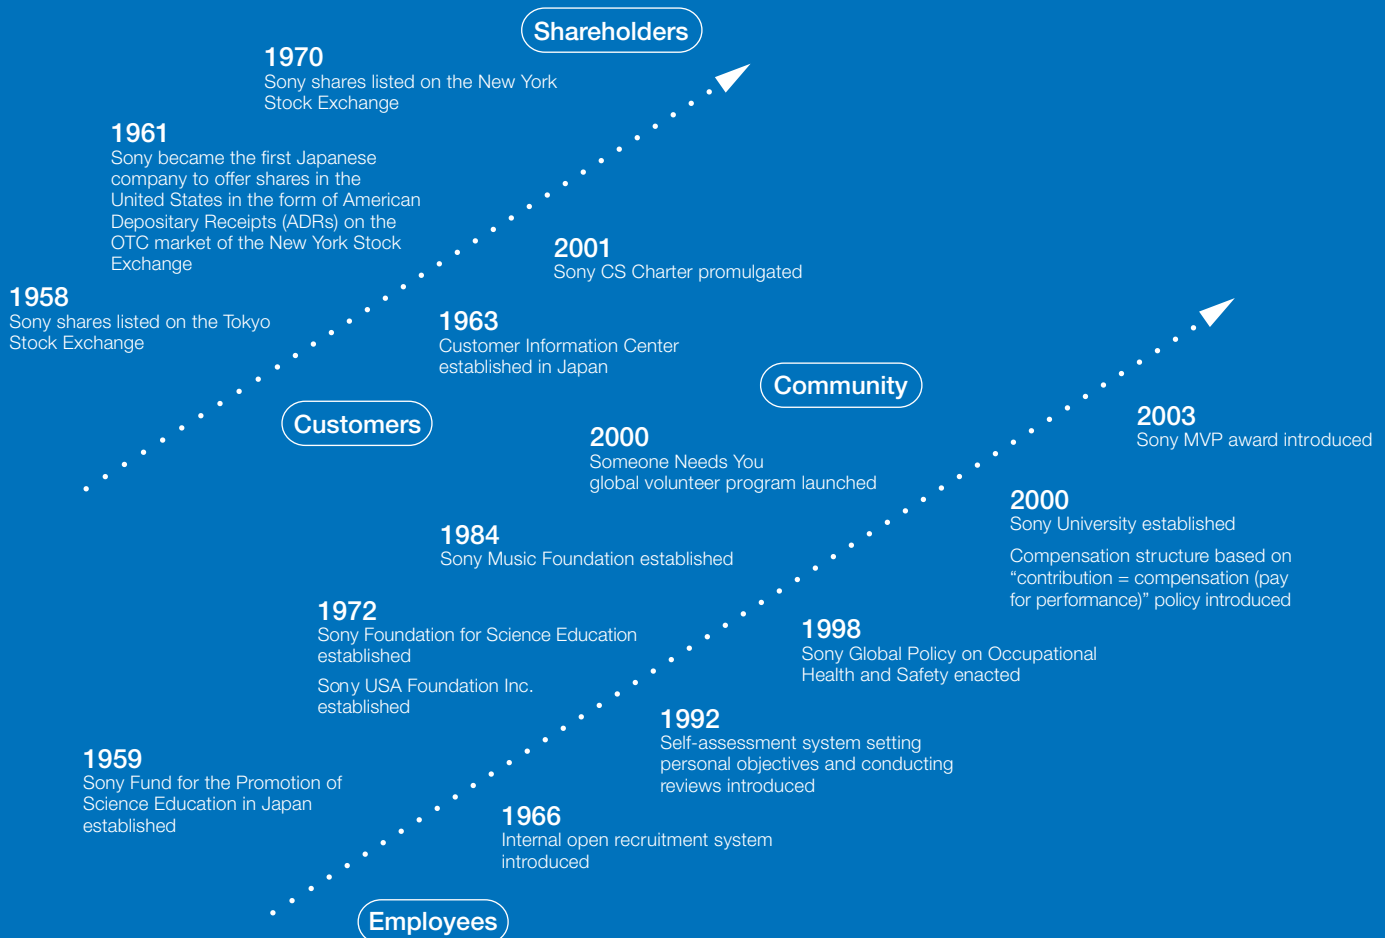 Shareholders
1970
Sony shares listed on the New York
Stock Exchange
1961
Sony became the first Japanese
company to offer shares in the
United States in the form of American
Depositary Receipts (ADRs) on the
OTC market of the New York Stock
Exchange
1958
Sony shares listed on the Tokyo
Stock Exchange
2001
Sony CS Charter promulgated
1963
Customer Information Center
established in Japan
Customers
Community
2000
Someone Needs You
global volunteer program launched
1984
Sony Music Foundation established
1972
Sony Foundation for Science Education
established
Sony USA Foundation Inc.
established
1959
Sony Fund for the Promotion of
Science Education in Japan
established
2003
Sony MVP award introduced
2000
Sony University established
Compensation structure based on
“contribution = compensation (pay
for performance)” policy introduced
1998
Sony Global Policy on Occupational
Health and Safety enacted
1992
Self-assessment system setting
personal objectives and conducting
reviews introduced
1966
Internal open recruitment system
introduced
Employees